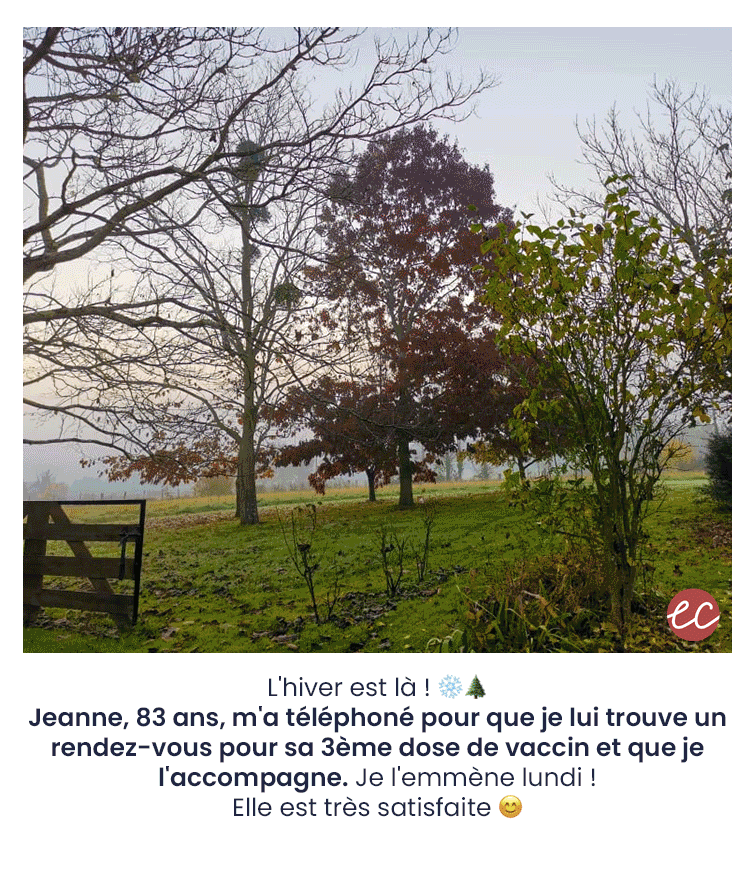 ec
L'hiver est là ! ❄️🌲
Jeanne, 83 ans, m'a téléphoné pour que je lui trouve un
rendez-vous pour sa 3ème dose de vaccin et que je
l'accompagne. Je l'emmène lundi !
Elle est très satisfaite 😊